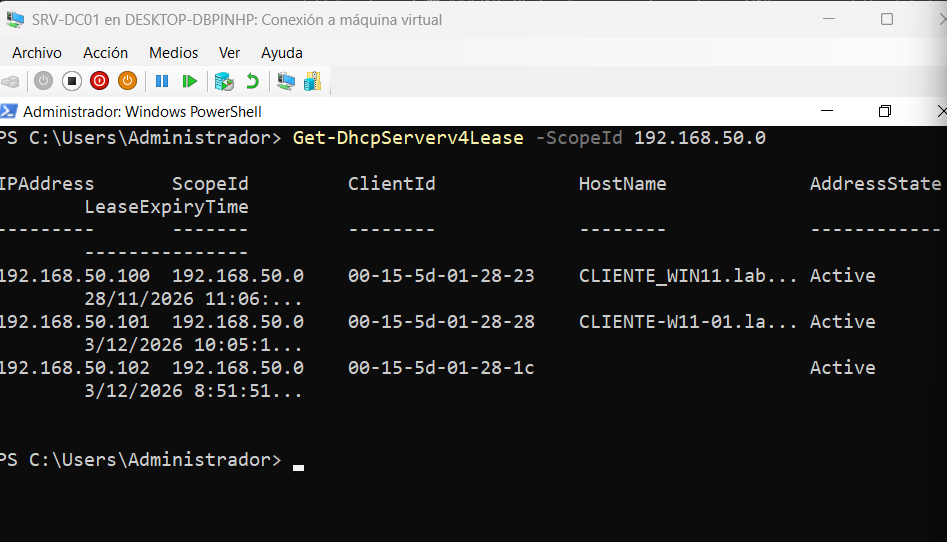 SRV-DC01 en DESKTOP-DBPINHP: Conexión a máquina virtual
Archivo Acción Medios Ver Ayuda
Administrador: Windows PowerShell
PS C:\Users\Administrador> Get-DhcpServerv4Lease -ScopeId 192.168.50.0
IPAddress ScopeId ClientId HostName AddressState
LeaseExpiryTime
--------- ------- -------- -------- ------------
---------------
192.168.50.100 192.168.50.0 00-15-5d-01-28-23 CLIENTE_WIN11.lab... Active
28/11/2026 11:06:...
192.168.50.101 192.168.50.0 00-15-5d-01-28-28 CLIENTE-W11-01.la... Active
3/12/2026 10:05:1...
192.168.50.102 192.168.50.0 00-15-5d-01-28-1c Active
3/12/2026 8:51:51...
PS C:\Users\Administrador>